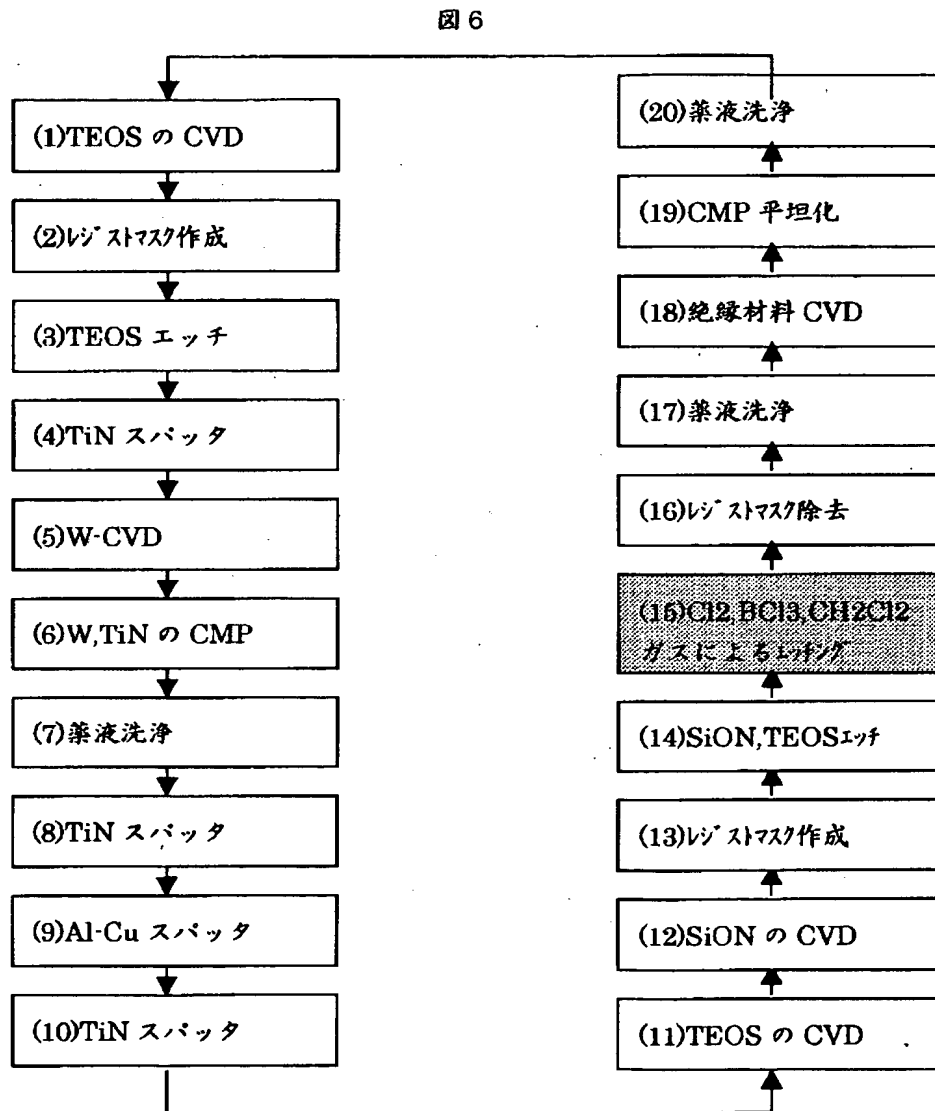 図6
(1)TEOS の CVD
(2)レジストマスク作成
(3)TEOS エッチ
(4)TiN スパッタ
(5)W-CVD
(6)W,TiN の CMP
(7)薬液洗浄
(8)TiN スパッタ
(9)Al-Cu スパッタ
(10)TiN スパッタ
(11)TEOS の CVD
(12)SiON の CVD
(13)レジストマスク作成
(14)SiON,TEOSエッチ
(15)Cl2,BCl3,CH2Cl2
ガスによるエッチング
(16)レジストマスク除去
(17)薬液洗浄
(18)絶縁材料 CVD
(19)CMP 平坦化
(20)薬液洗浄